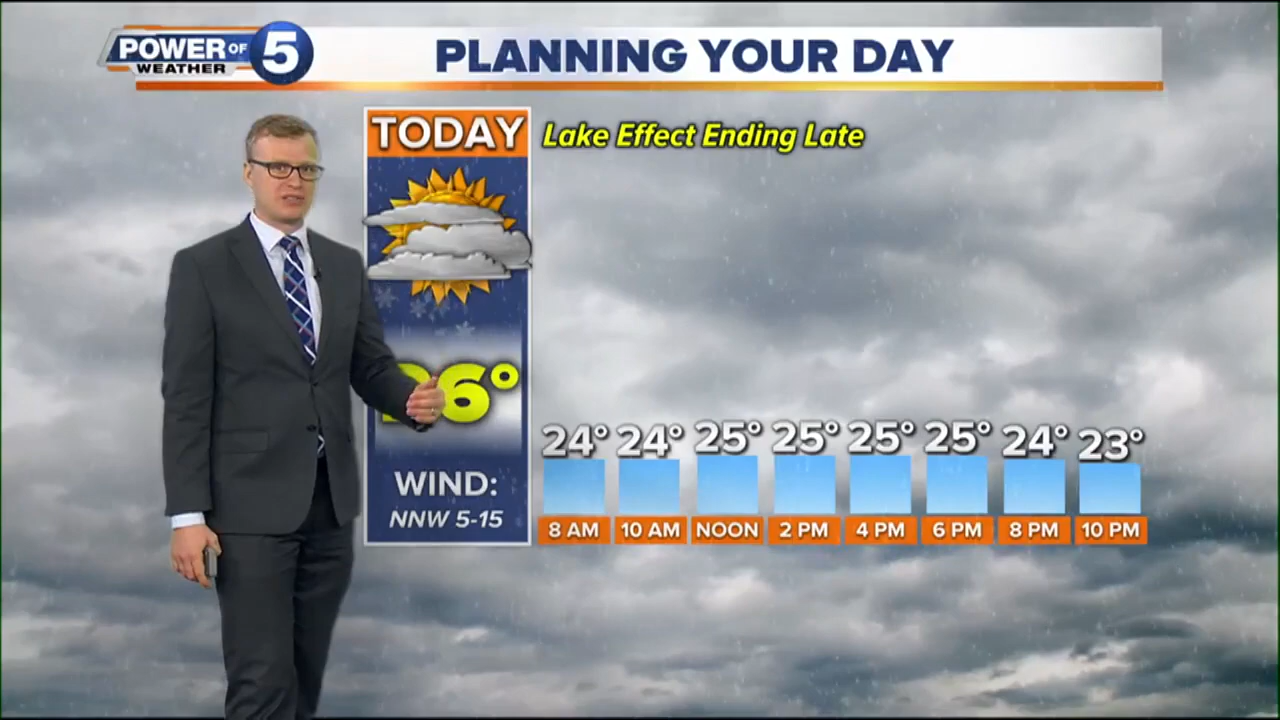 POWER OF 5
WEATHER
PLANNING YOUR DAY
TODAY
Lake Effect Ending Late
6°
WIND:
NNW 5-15
24° 24° 25° 25° 25° 25° 24° 23°
8 AM 10 AM NOON 2 PM 4 PM 6 PM 8 PM 10 PM